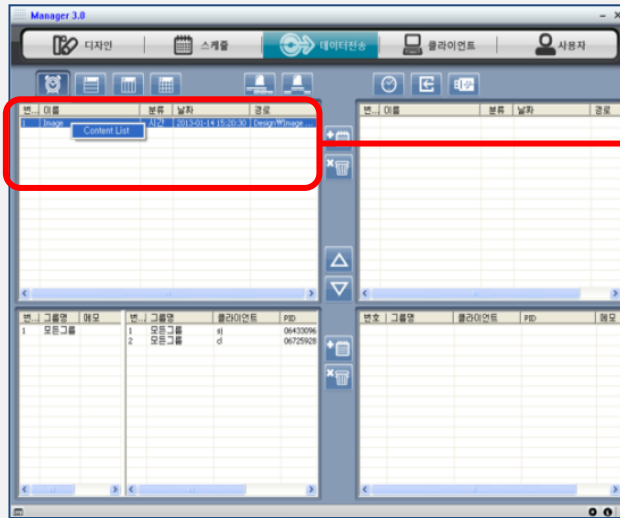 Manager 3.0
디자인 스케줄 데이터전송 클라이언트 사용자
번... 이름 분류 날짜 경로
1 Image 시간 2013-01-14 15:20:30 Design₩Image ...
Content List
번... 이름 분류 날짜 경로
번... 그룹명 메모
1 모든그룹
번... 그룹명 클라이언트 PID
1 모든그룹 sj 06433096
2 모든그룹 cl 06725928
번호 그룹명 클라이언트 PID 메모